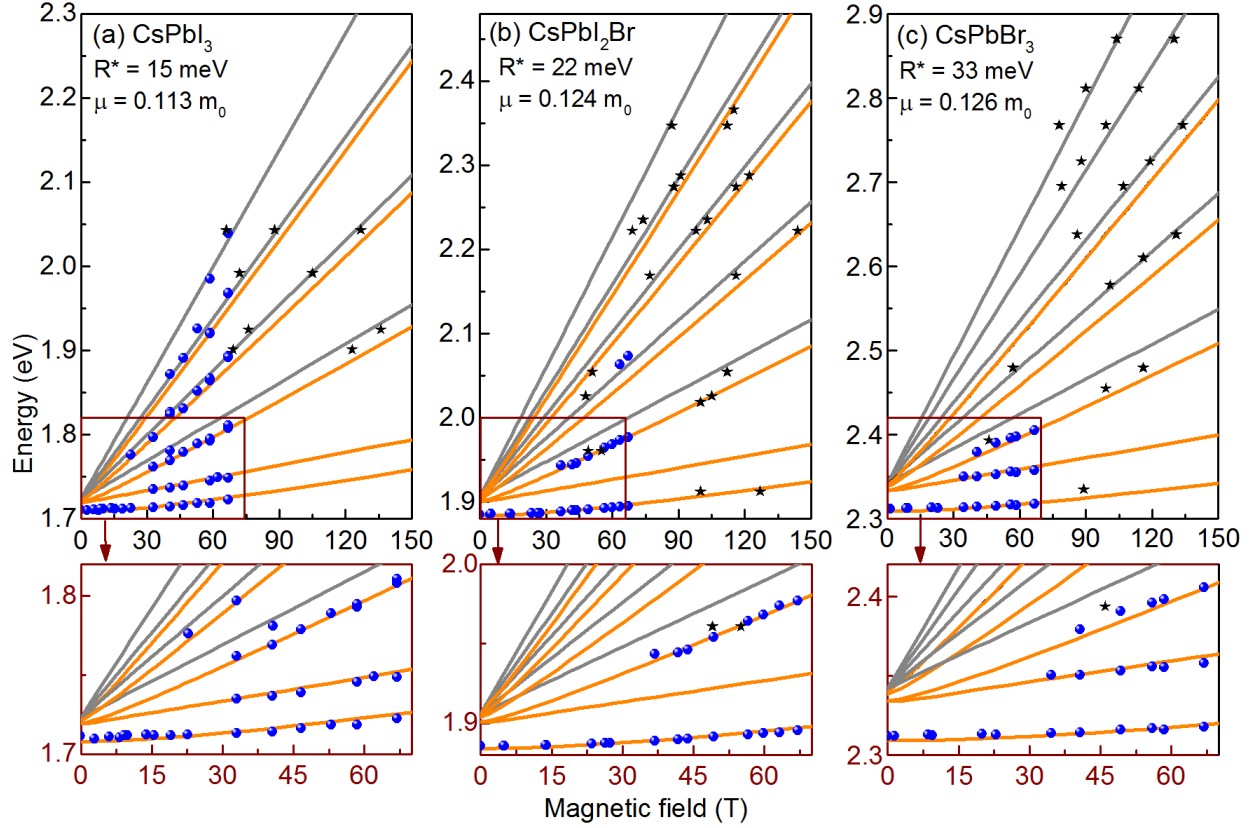 (a) CsPbI₃
R* = 15 meV
μ = 0.113 m₀
(b) CsPbI₂Br
R* = 22 meV
μ = 0.124 m₀
(c) CsPbBr₃
R* = 33 meV
μ = 0.126 m₀
Energy (eV)
2.3
2.2
2.1
2.0
1.9
1.8
1.7
0 30 60 90 120 150
2.4
2.3
2.2
2.1
2.0
1.9
0 30 60 90 120 150
2.9
2.8
2.7
2.6
2.5
2.4
2.3
0 30 60 90 120 150
1.8
1.7
0 15 30 45 60
2.0
1.9
0 15 30 45 60
2.4
2.3
0 15 30 45 60
Magnetic field (T)